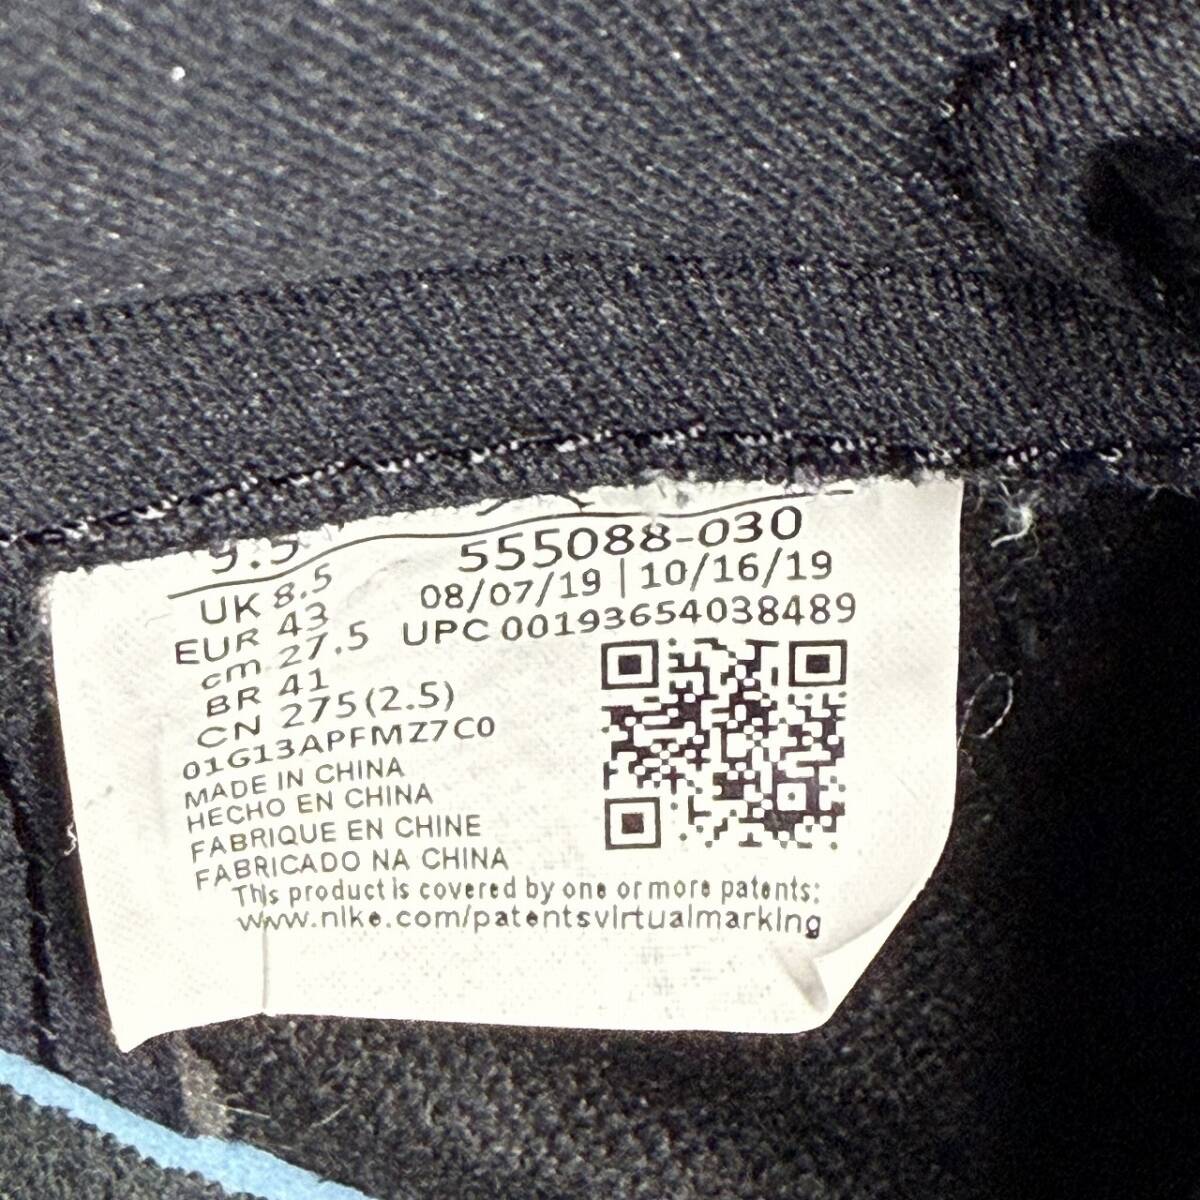 9.5
555088-030
UK 8.5
08/07/19 | 10/16/19
EUR 43
UPC 00193654038489
cm 27.5
BR 41
CN 275(2.5)
01G13APFMZ7C0
MADE IN CHINA
HECHO EN CHINA
FABRIQUE EN CHINE
FABRICADO NA CHINA
This product is covered by one or more patents:
www.nike.com/patentsvirtualmarking